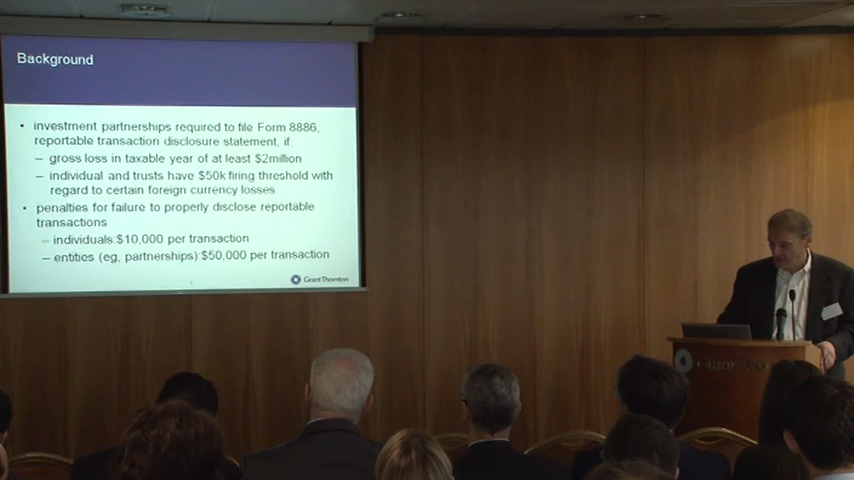 Background
• investment partnerships required to file Form 8886,
reportable transaction disclosure statement, if:
– gross loss in taxable year of at least $2million
– individual and trusts have $50k firing threshold with
regard to certain foreign currency losses
• penalties for failure to properly disclose reportable
transactions
– individuals:$10,000 per transaction
– entities (eg, partnerships):$50,000 per transaction
GrantThornton